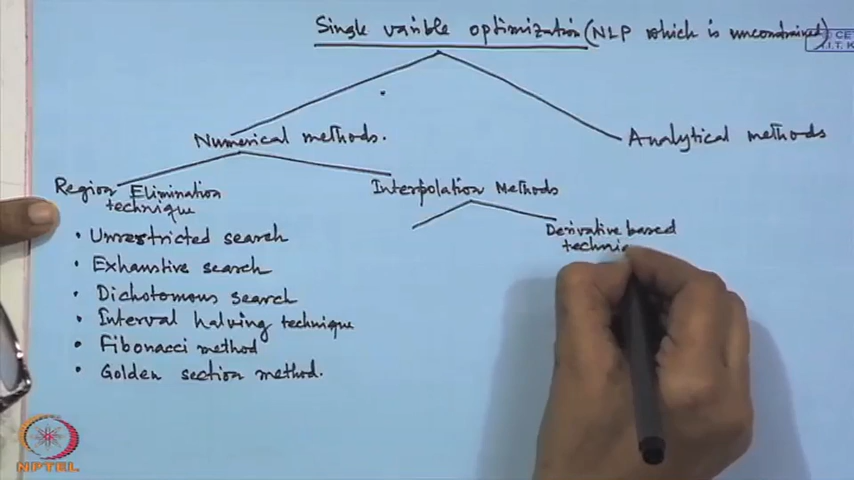 Single variable optimization (NLP which is unconstrained)
Numerical methods.
Analytical methods
Region Elimination
technique
Interpolation Methods
• Unrestricted search
• Exhaustive search
• Dichotomous search
• Interval halving technique
• Fibonacci method
• Golden section method.
Derivative based
NPTEL